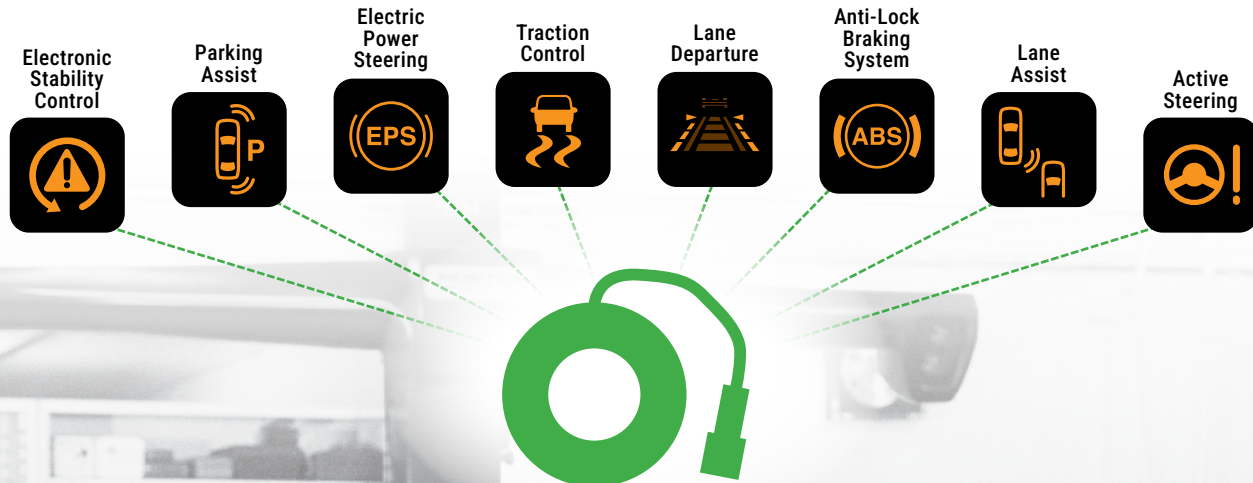 Electronic
Stability
Control
Parking
Assist
P
Electric
Power
Steering
EPS
Traction
Control
Lane
Departure
Anti-Lock
Braking
System
ABS
Lane
Assist
Active
Steering